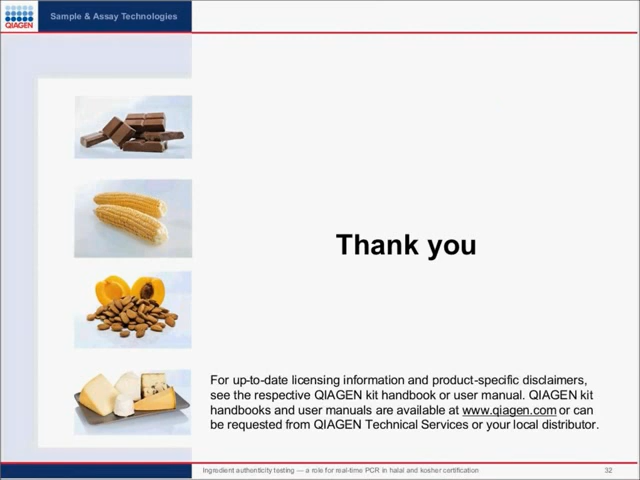 QIAGEN
Sample & Assay Technologies
Thank you
For up-to-date licensing information and product-specific disclaimers,
see the respective QIAGEN kit handbook or user manual. QIAGEN kit
handbooks and user manuals are available at www.qiagen.com or can
be requested from QIAGEN Technical Services or your local distributor.
Ingredient authenticity testing — a role for real-time PCR in halal and kosher certification
32